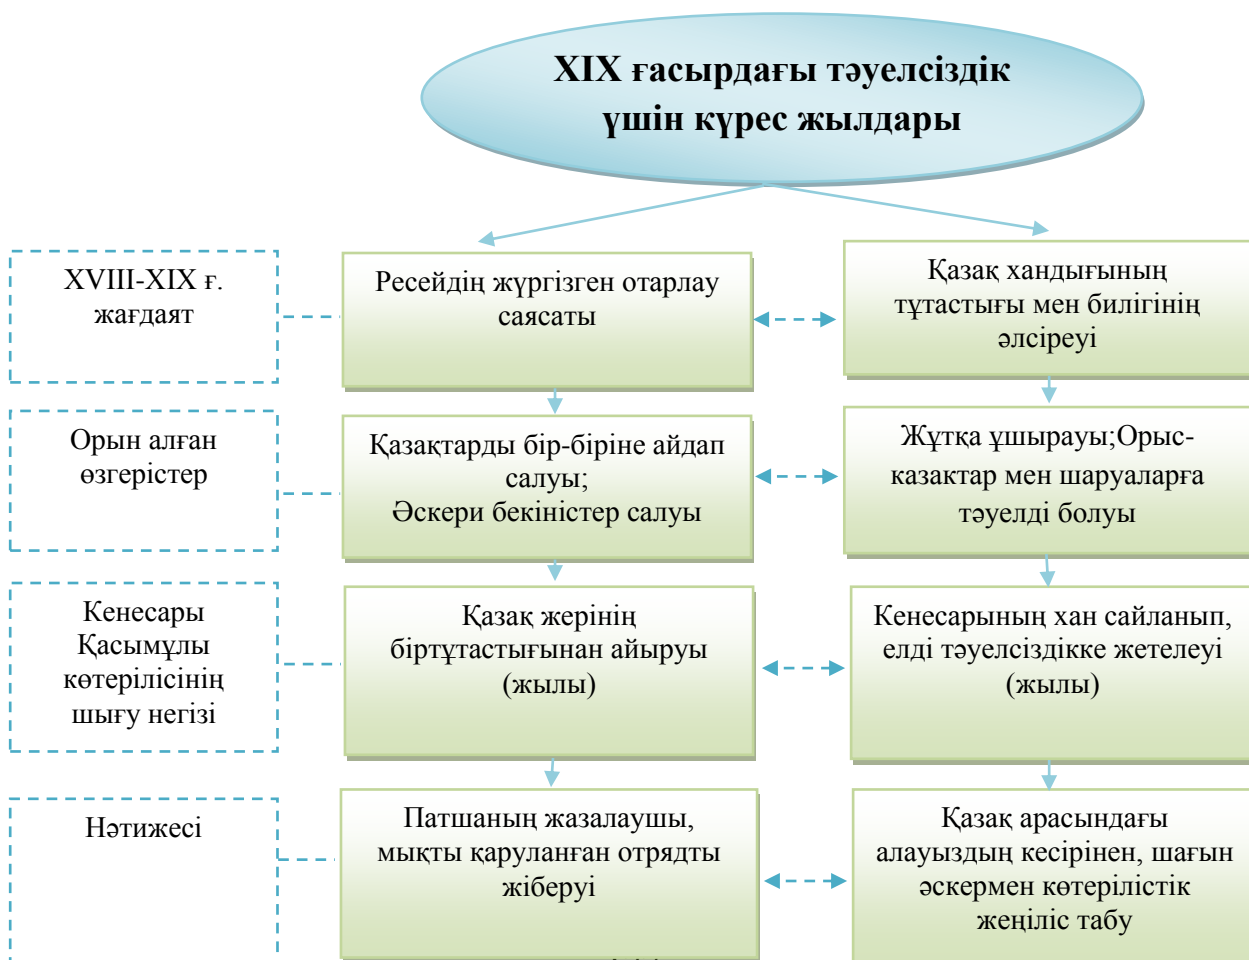 XIX ғасырдағы тәуелсіздік
үшін күрес жылдары
XVIII-XIX ғ.
жағдаят
Ресейдің жүргізген отарлау
саясаты
Қазақ хандығының
тұтастығы мен билігінің
әлсіреуі
Орын алған
өзгерістер
Қазақтарды бір-біріне айдап
салуы;
Әскери бекіністер салуы
Жұтқа ұшырауы;Орыс-
казактар мен шаруаларға
тәуелді болуы
Кенесары
Қасымұлы
көтерілісінің
шығу негізі
Қазақ жерінің
біртұтастығынан айыруы
(жылы)
Кенесарының хан сайланып,
елді тәуелсіздікке жетелеуі
(жылы)
Нәтижесі
Патшаның жазалаушы,
мықты қаруланған отрядты
жіберуі
Қазақ арасындағы
алауыздың кесірінен, шағын
әскермен көтерілістік
жеңіліс табу